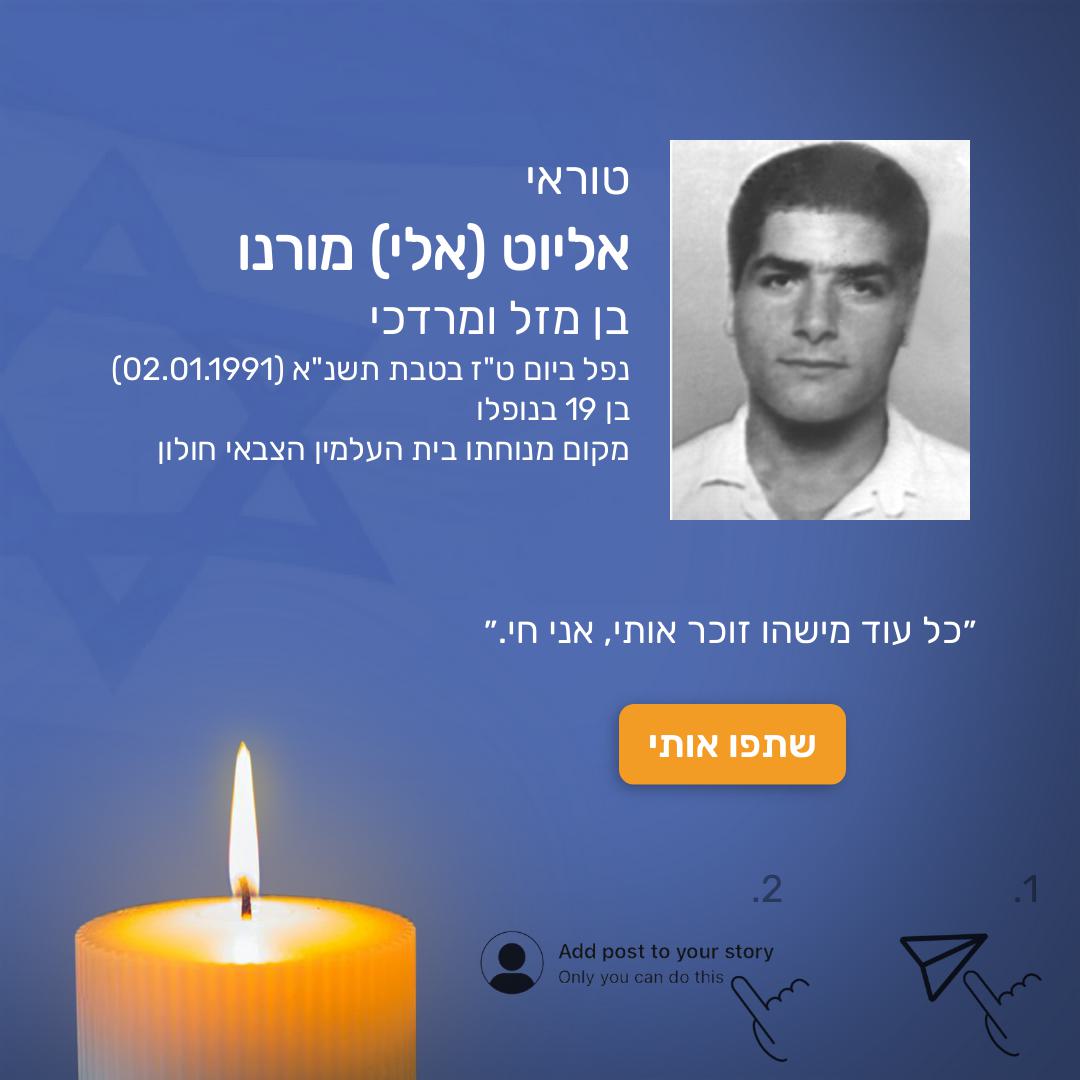 טוראי
אליוט (אלי) מורנו
בן מזל ומרדכי
נפל ביום ט"ז בטבת תשנ"א (02.01.1991)
בן 19 בנופלו
מקום מנוחתו בית העלמין הצבאי חולון
״כל עוד מישהו זוכר אותי, אני חי.״
שתפו אותי
1.
2.
Add post to your story
Only you can do this